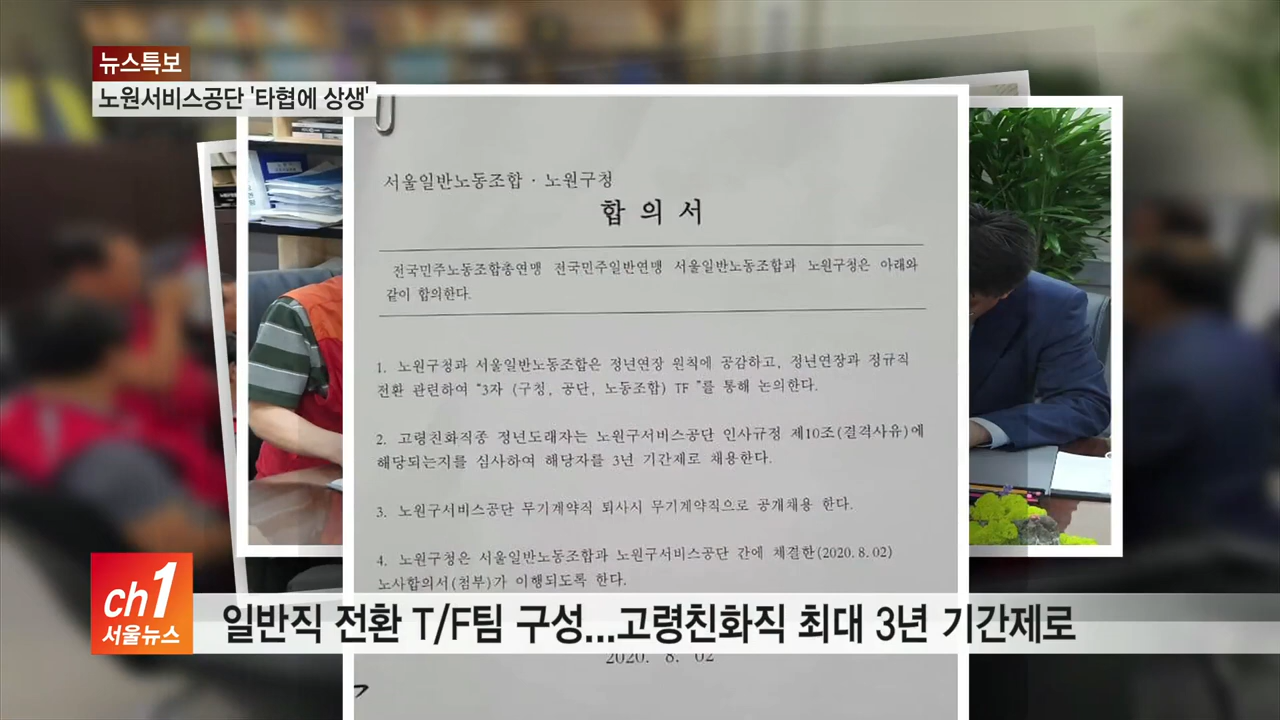 뉴스특보
노원서비스공단 '타협에 상생'
서울일반노동조합 · 노원구청
합 의 서
전국민주노동조합총연맹 전국민주일반연맹 서울일반노동조합과 노원구청은 아래와
같이 합의한다.
1. 노원구청과 서울일반노동조합은 정년연장 원칙에 공감하고, 정년연장과 정규직
전환 관련하여 "3자 (구청, 공단, 노동조합) TF "를 통해 논의한다.
2. 고령친화직종 정년도래자는 노원구서비스공단 인사규정 제10조(결격사유)에
해당되는지를 심사하여 해당자를 3년 기간제로 채용한다.
3. 노원구서비스공단 무기계약직 퇴사시 무기계약직으로 공개채용 한다.
4. 노원구청은 서울일반노동조합과 노원구서비스공단 간에 체결한(2020.8.02)
노사합의서(첨부)가 이행되도록 한다.
ch1
서울뉴스
일반직 전환 T/F팀 구성...고령친화직 최대 3년 기간제로
2020. 8. 02